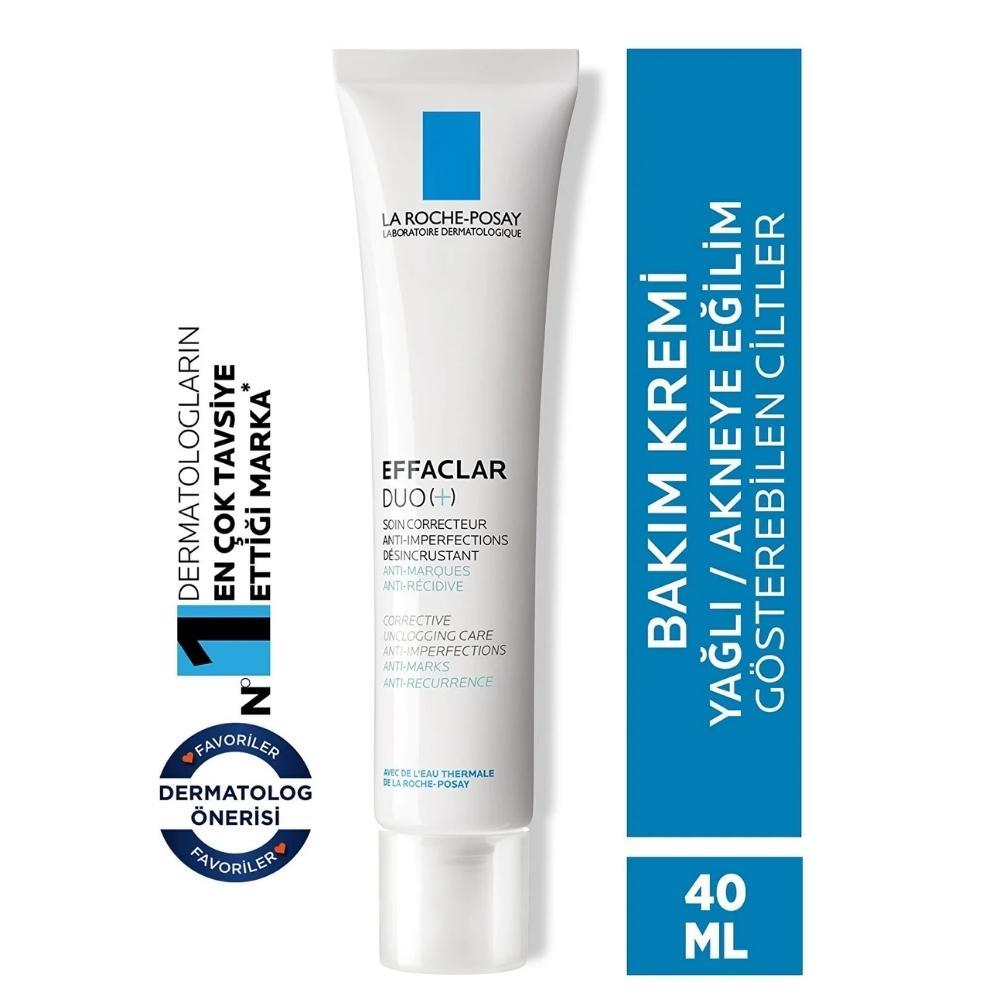 LA ROCHE-POSAY
LABORATOIRE DERMATOLOGIQUE
EFFACLAR
DUO(+)
SOIN CORRECTEUR
ANTI-IMPERFECTIONS
DÉSINCRUSTANT
ANTI-MARQUES
ANTI-RÉCIDIVE
CORRECTIVE
UNCLOGGING CARE
ANTI-IMPERFECTIONS
ANTI-MARKS
ANTI-RECURRENCE
AVEC DE L'EAU THERMALE
DE LA ROCHE-POSAY
N° 1
DERMATOLOGLARIN
EN ÇOK TAVSİYE
ETTİĞİ MARKA*
FAVORİLER
DERMATOLOG
ÖNERİSİ
FAVORİLER
BAKIM KREMİ
YAĞLI / AKNEYE EĞİLİM
GÖSTEREBİLEN CİLTLER
40
ML